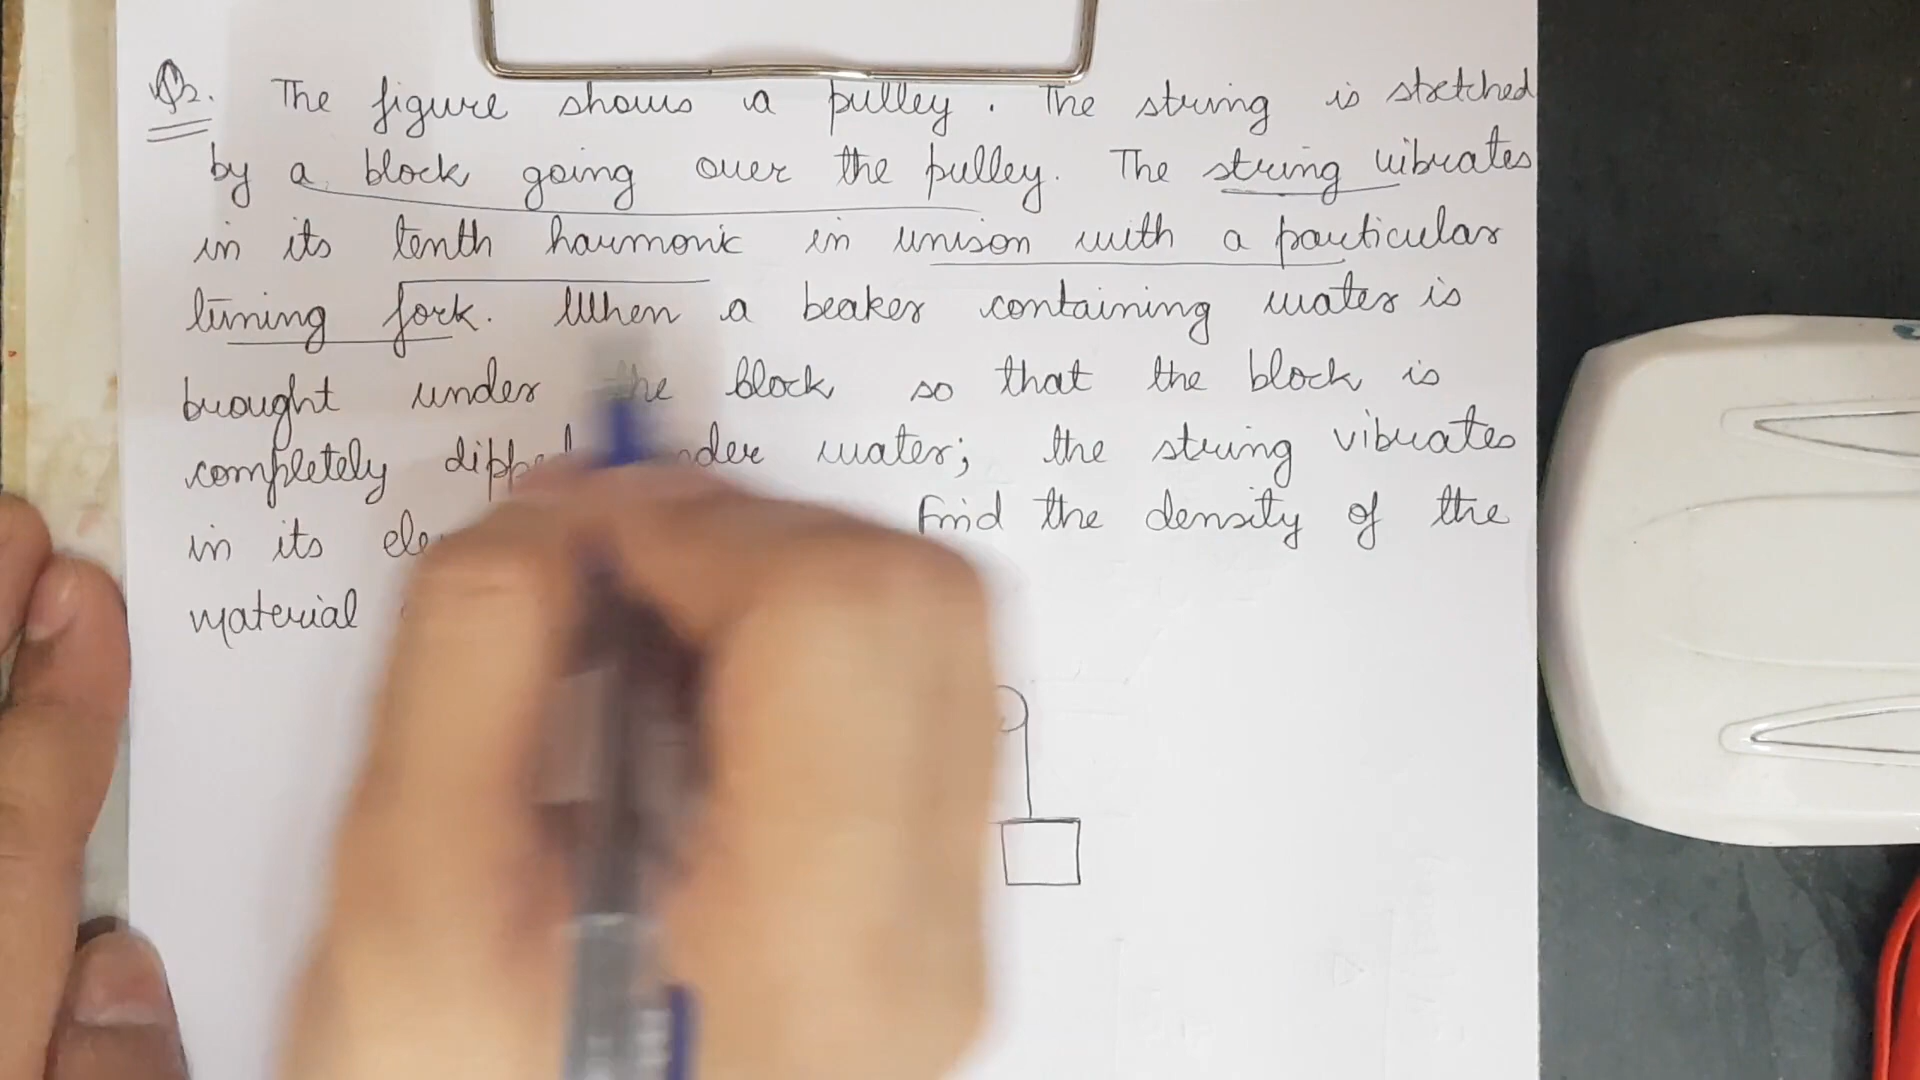 Q2. The figure shows a pulley. The string is stretched
by a block going over the pulley. The string vibrates
in its tenth harmonic in unison with a particular
tuning fork. When a beaker containing water is
brought under the block so that the block is
completely water; the string vibrates
in its Find the density of the
material